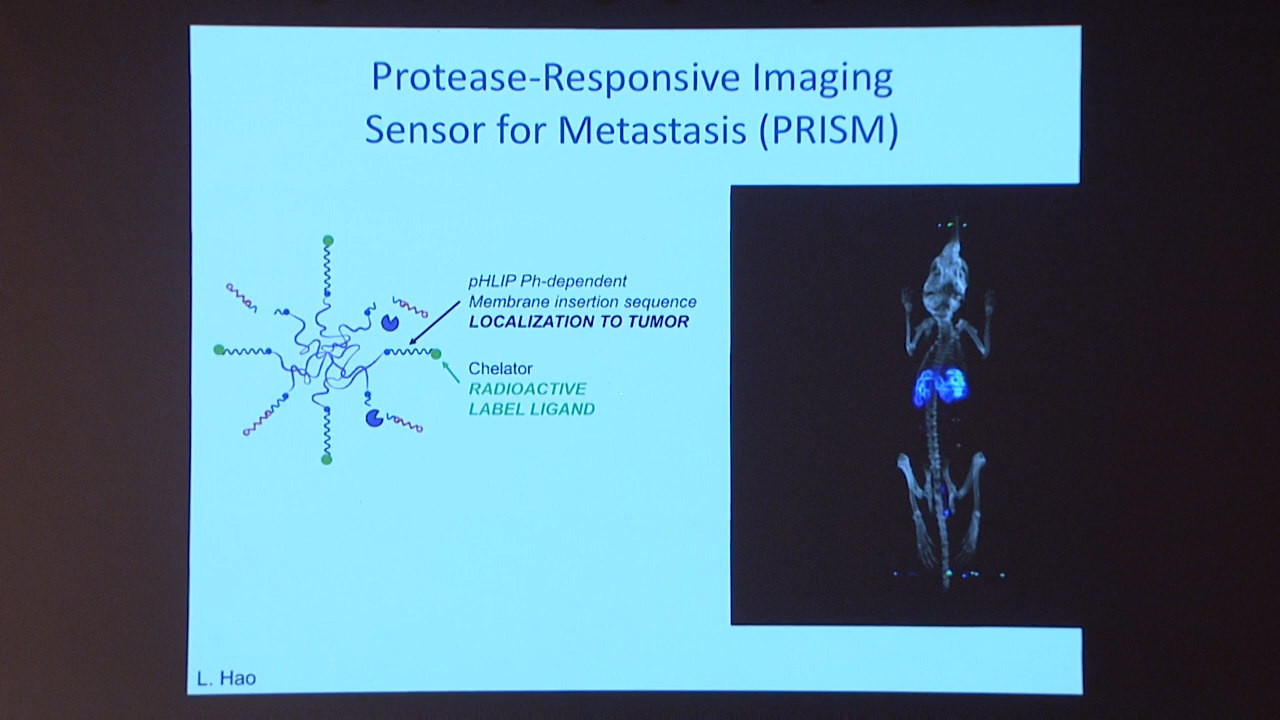 Protease-Responsive Imaging
Sensor for Metastasis (PRISM)
pHLIP Ph-dependent
Membrane insertion sequence
LOCALIZATION TO TUMOR
Chelator
RADIOACTIVE
LABEL LIGAND
L. Hao